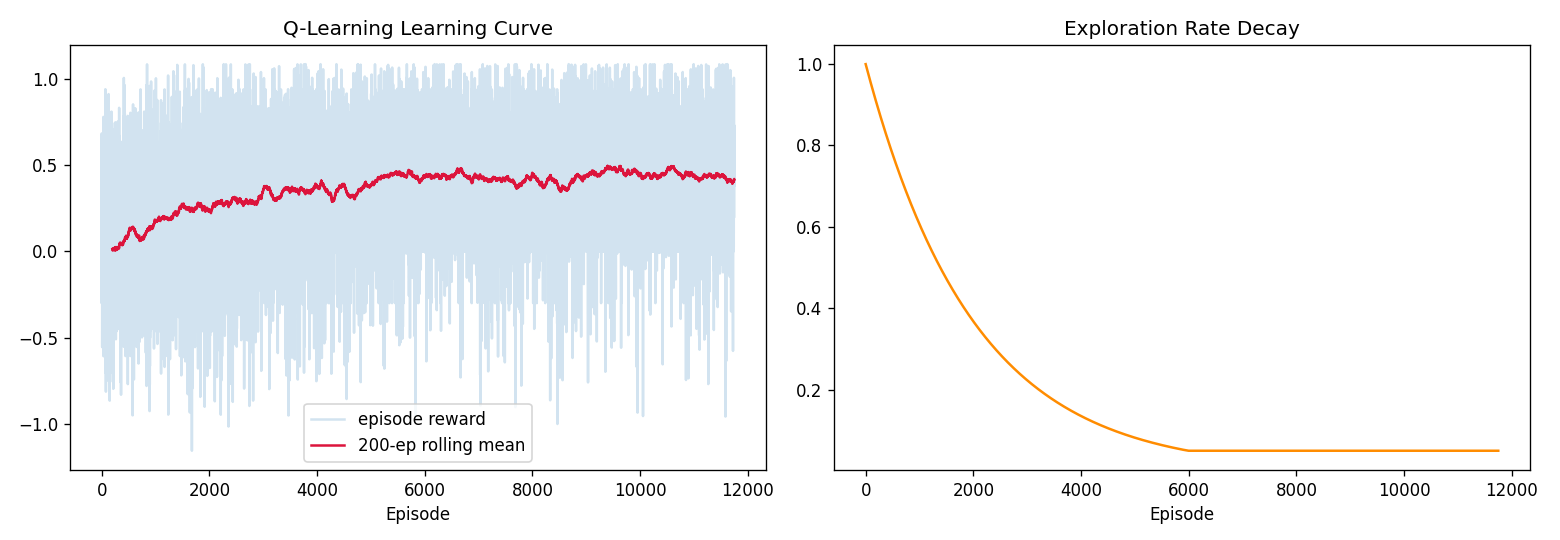 Q-Learning Learning Curve
1.0
0.5
0.0
−0.5
−1.0
episode reward
200-ep rolling mean
0 2000 4000 6000 8000 10000 12000
Episode
Exploration Rate Decay
1.0
0.8
0.6
0.4
0.2
0 2000 4000 6000 8000 10000 12000
Episode